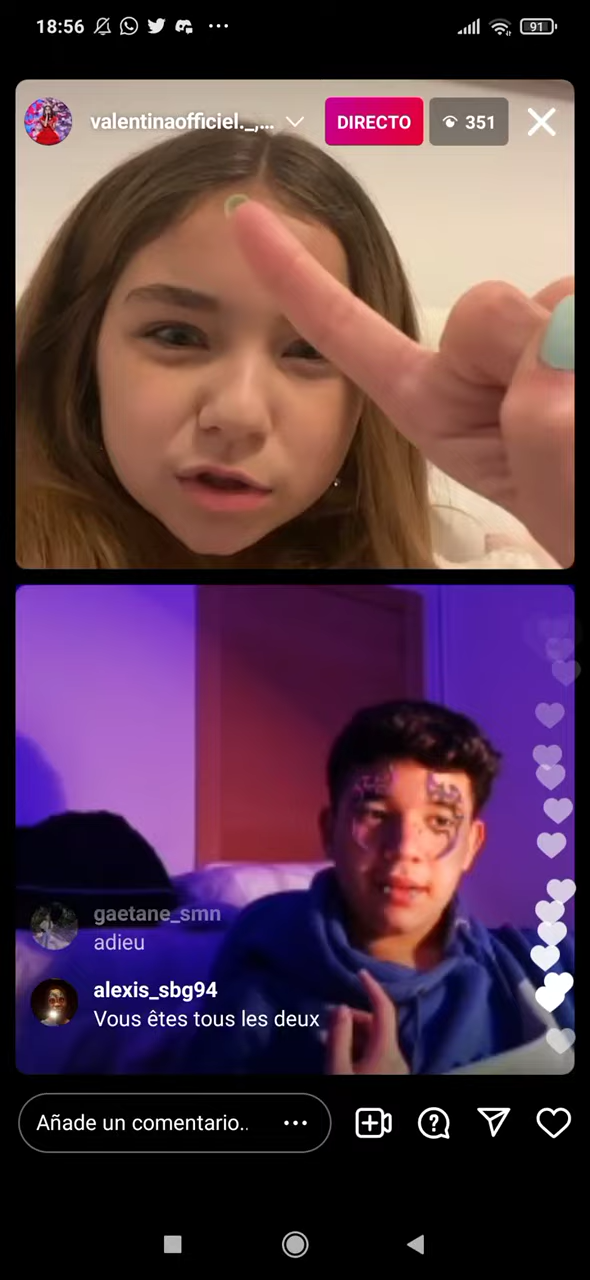 18:56
91
valentinaofficiel._,...
DIRECTO
351
gaetane_smn
adieu
alexis_sbg94
Vous êtes tous les deux
Añade un comentario..